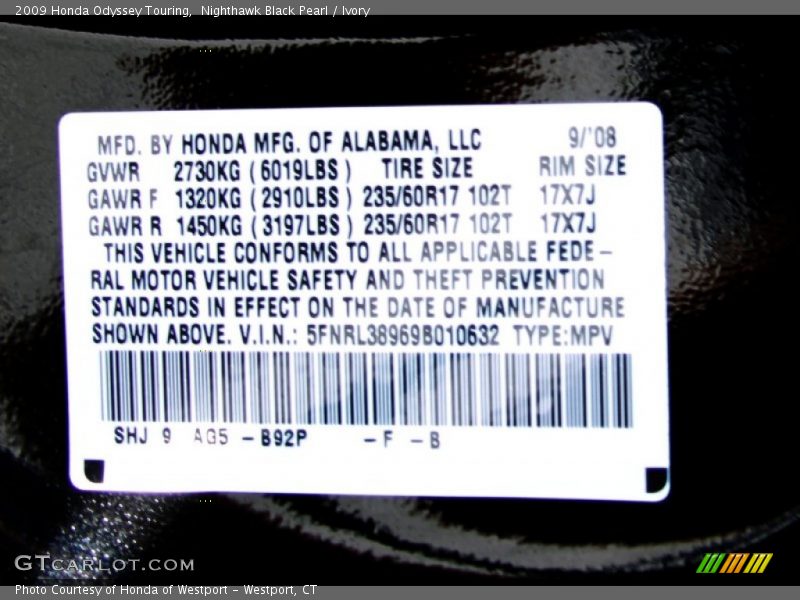 2009 Honda Odyssey Touring,  Nighthawk Black Pearl / Ivory
MFD. BY HONDA MFG. OF ALABAMA, LLC 9/'08
GVWR 2730KG (6019LBS) TIRE SIZE RIM SIZE
GAWR F 1320KG (2910LBS) 235/60R17 102T 17X7J
GAWR R 1450KG (3197LBS) 235/60R17 102T 17X7J
THIS VEHICLE CONFORMS TO ALL APPLICABLE FEDE-
RAL MOTOR VEHICLE SAFETY AND THEFT PREVENTION
STANDARDS IN EFFECT ON THE DATE OF MANUFACTURE
SHOWN ABOVE. V.I.N.: 5FNRL38969B010632 TYPE:MPV
SHJ 9 AG5 -B92P -F -B
GTCARLOT.COM
Photo Courtesy of Honda of Westport - Westport, CT